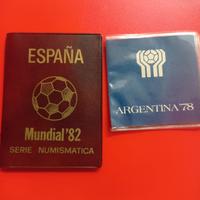 ESPAÑA
Mundial'82
SERIE NUMISMATICA
ARGENTINA'78